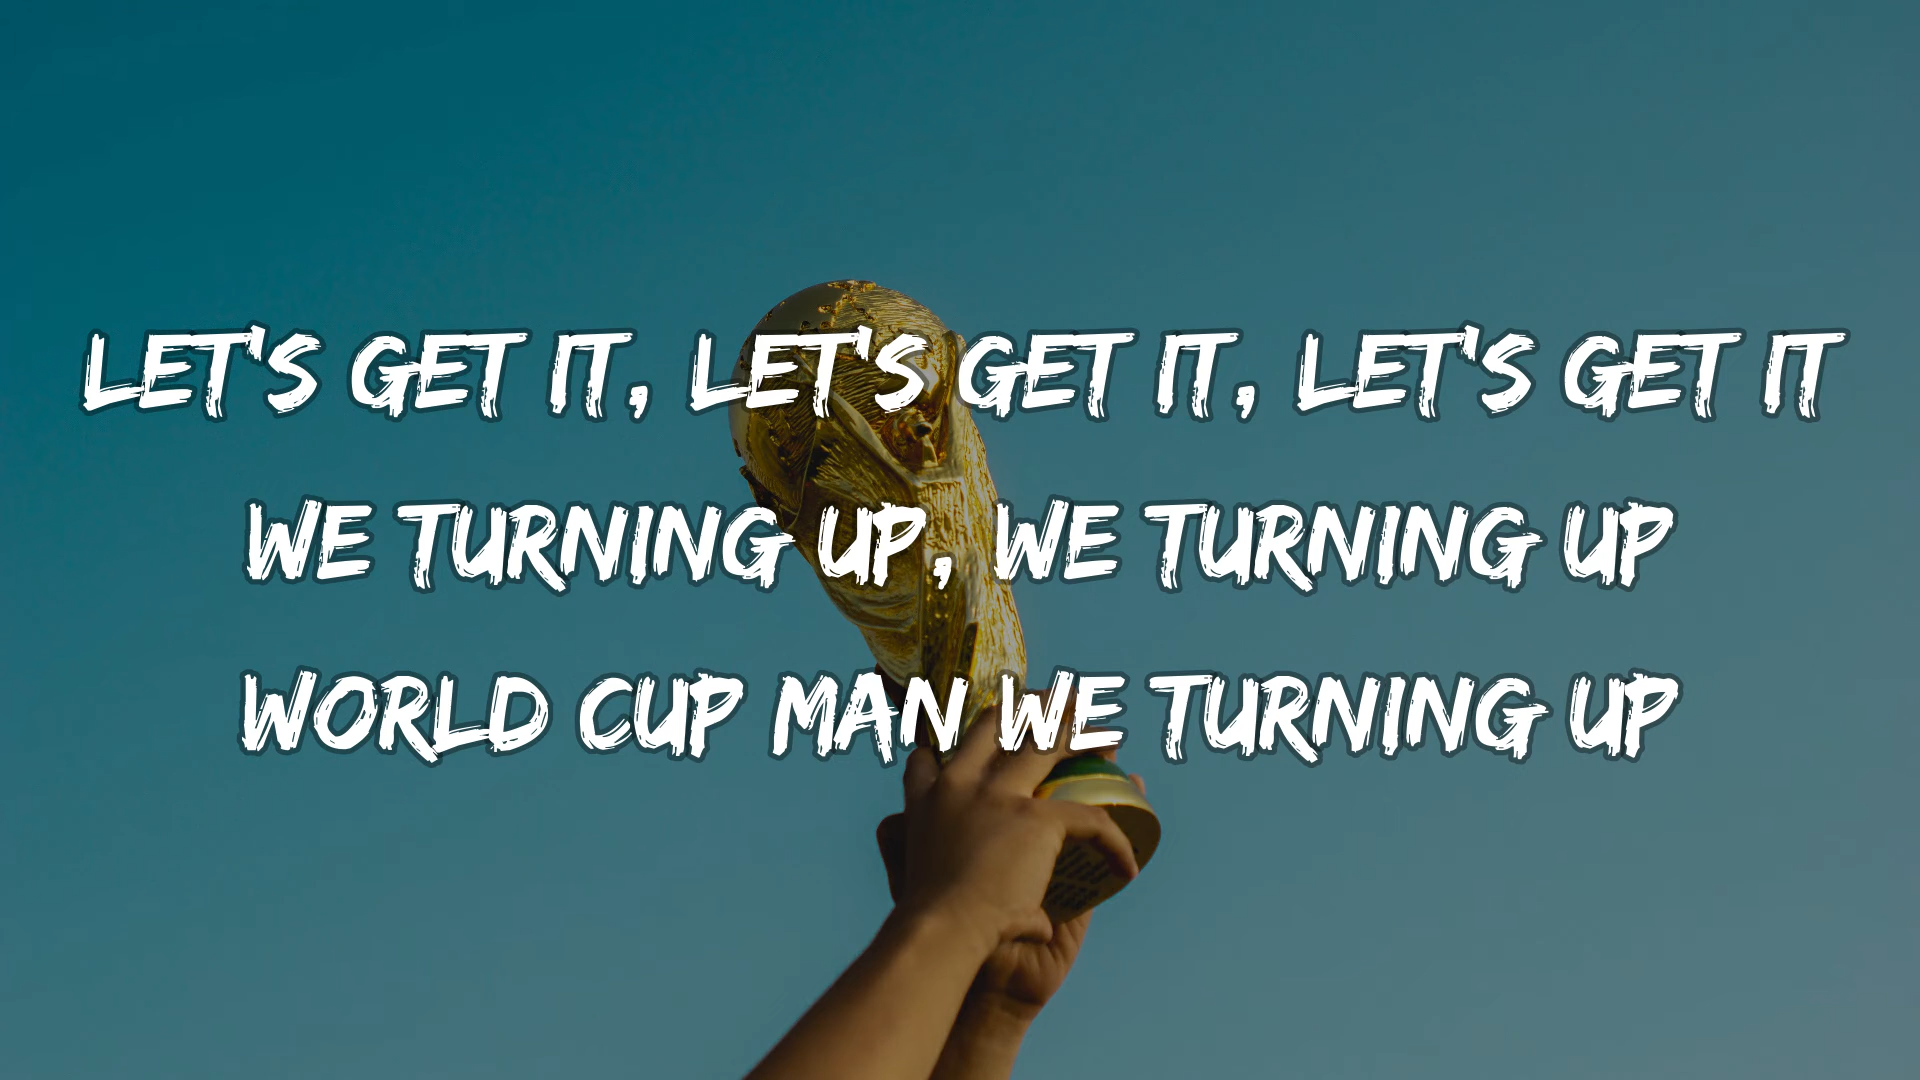 LET'S GET IT, LET'S GET IT, LET'S GET IT
WE TURNING UP, WE TURNING UP
WORLD CUP MAN WE TURNING UP